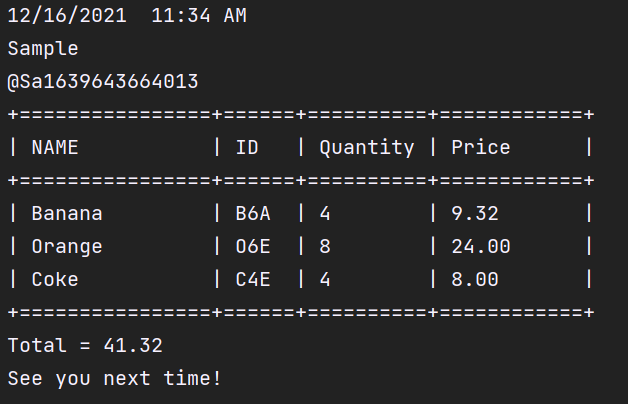 12/16/2021  11:34 AM
Sample
@Sa1639643664013
+================+======+==========+============+
| NAME           | ID   | Quantity | Price      |
+================+======+==========+============+
| Banana         | B6A  | 4        | 9.32       |
| Orange         | O6E  | 8        | 24.00      |
| Coke           | C4E  | 4        | 8.00       |
+================+======+==========+============+
Total = 41.32
See you next time!